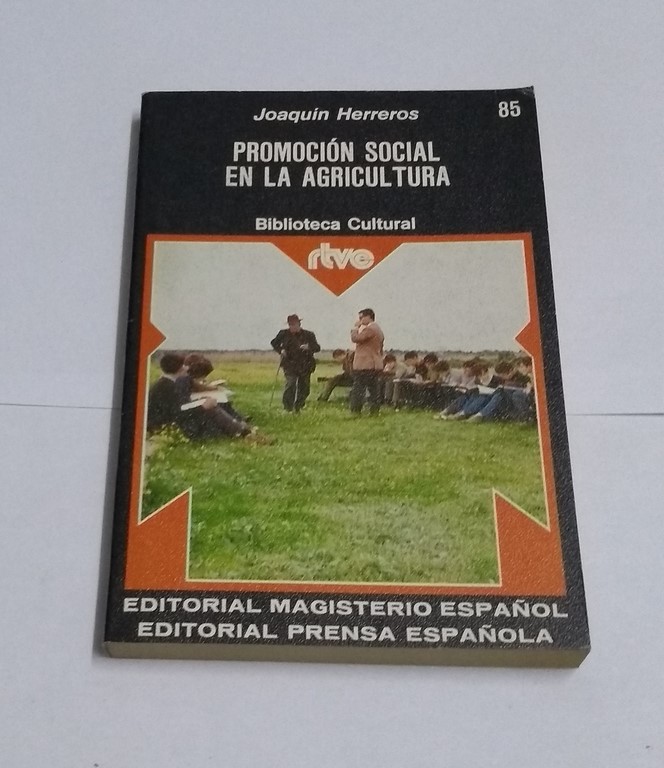 Joaquín Herreros
85
PROMOCIÓN SOCIAL
EN LA AGRICULTURA
Biblioteca Cultural
rtve
EDITORIAL MAGISTERIO ESPAÑOL
EDITORIAL PRENSA ESPAÑOLA